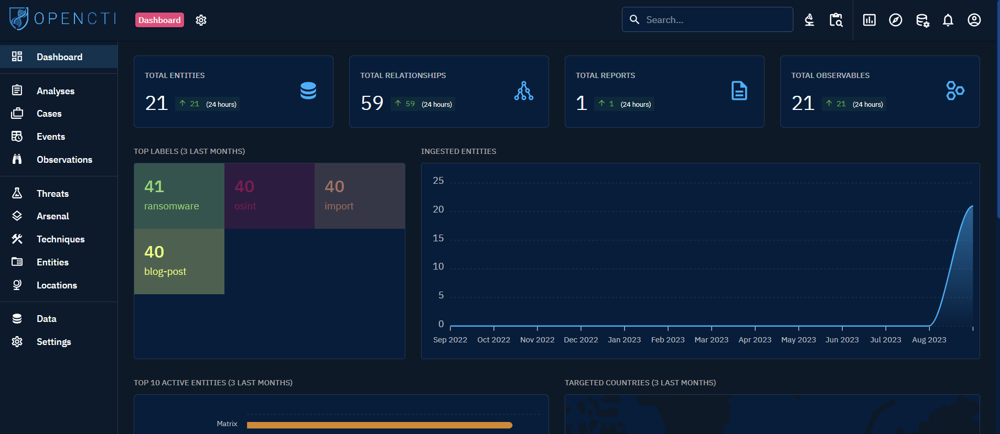 OPENCTI
Dashboard
Search...
Dashboard
Analyses
Cases
Events
Observations
Threats
Arsenal
Techniques
Entities
Locations
Data
Settings
TOTAL ENTITIES
21 21 (24 hours)
TOTAL RELATIONSHIPS
59 59 (24 hours)
TOTAL REPORTS
1 1 (24 hours)
TOTAL OBSERVABLES
21 21 (24 hours)
TOP LABELS (3 LAST MONTHS)
41
ransomware
40
osint
40
import
40
blog-post
INGESTED ENTITIES
25
20
15
10
5
0
Sep 2022 Oct 2022 Nov 2022 Dec 2022 Jan 2023 Feb 2023 Mar 2023 Apr 2023 May 2023 Jun 2023 Jul 2023 Aug 2023
TOP 10 ACTIVE ENTITIES (3 LAST MONTHS)
Matrix
TARGETED COUNTRIES (3 LAST MONTHS)